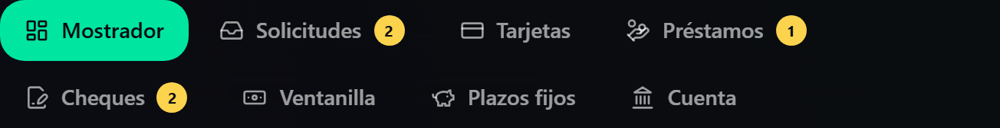 Mostrador Solicitudes 2 Tarjetas Préstamos 1
Cheques 2 Ventanilla Plazos fijos Cuenta